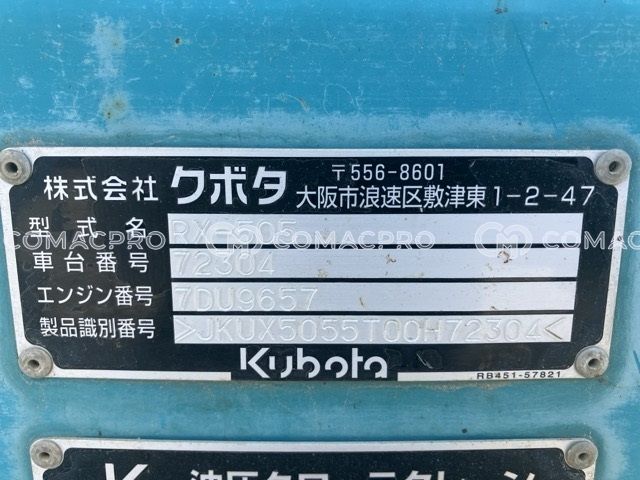 株式会社 クボタ 〒556-8601
大阪市浪速区敷津東1-2-47
型式名 RX-505
車台番号 72304
エンジン番号 7DU9657
製品識別番号 >JKUX5055T00H72304<
Kubota RB451-57821
COMACPRO COMACPRO COMACPRO